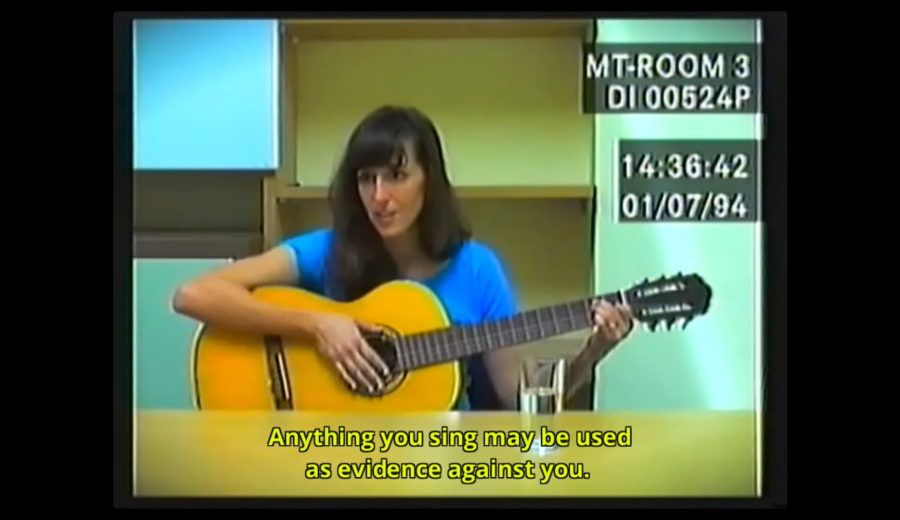 MT-ROOM 3
DI 00524P
14:36:42
01/07/94
Anything you sing may be used
as evidence against you.